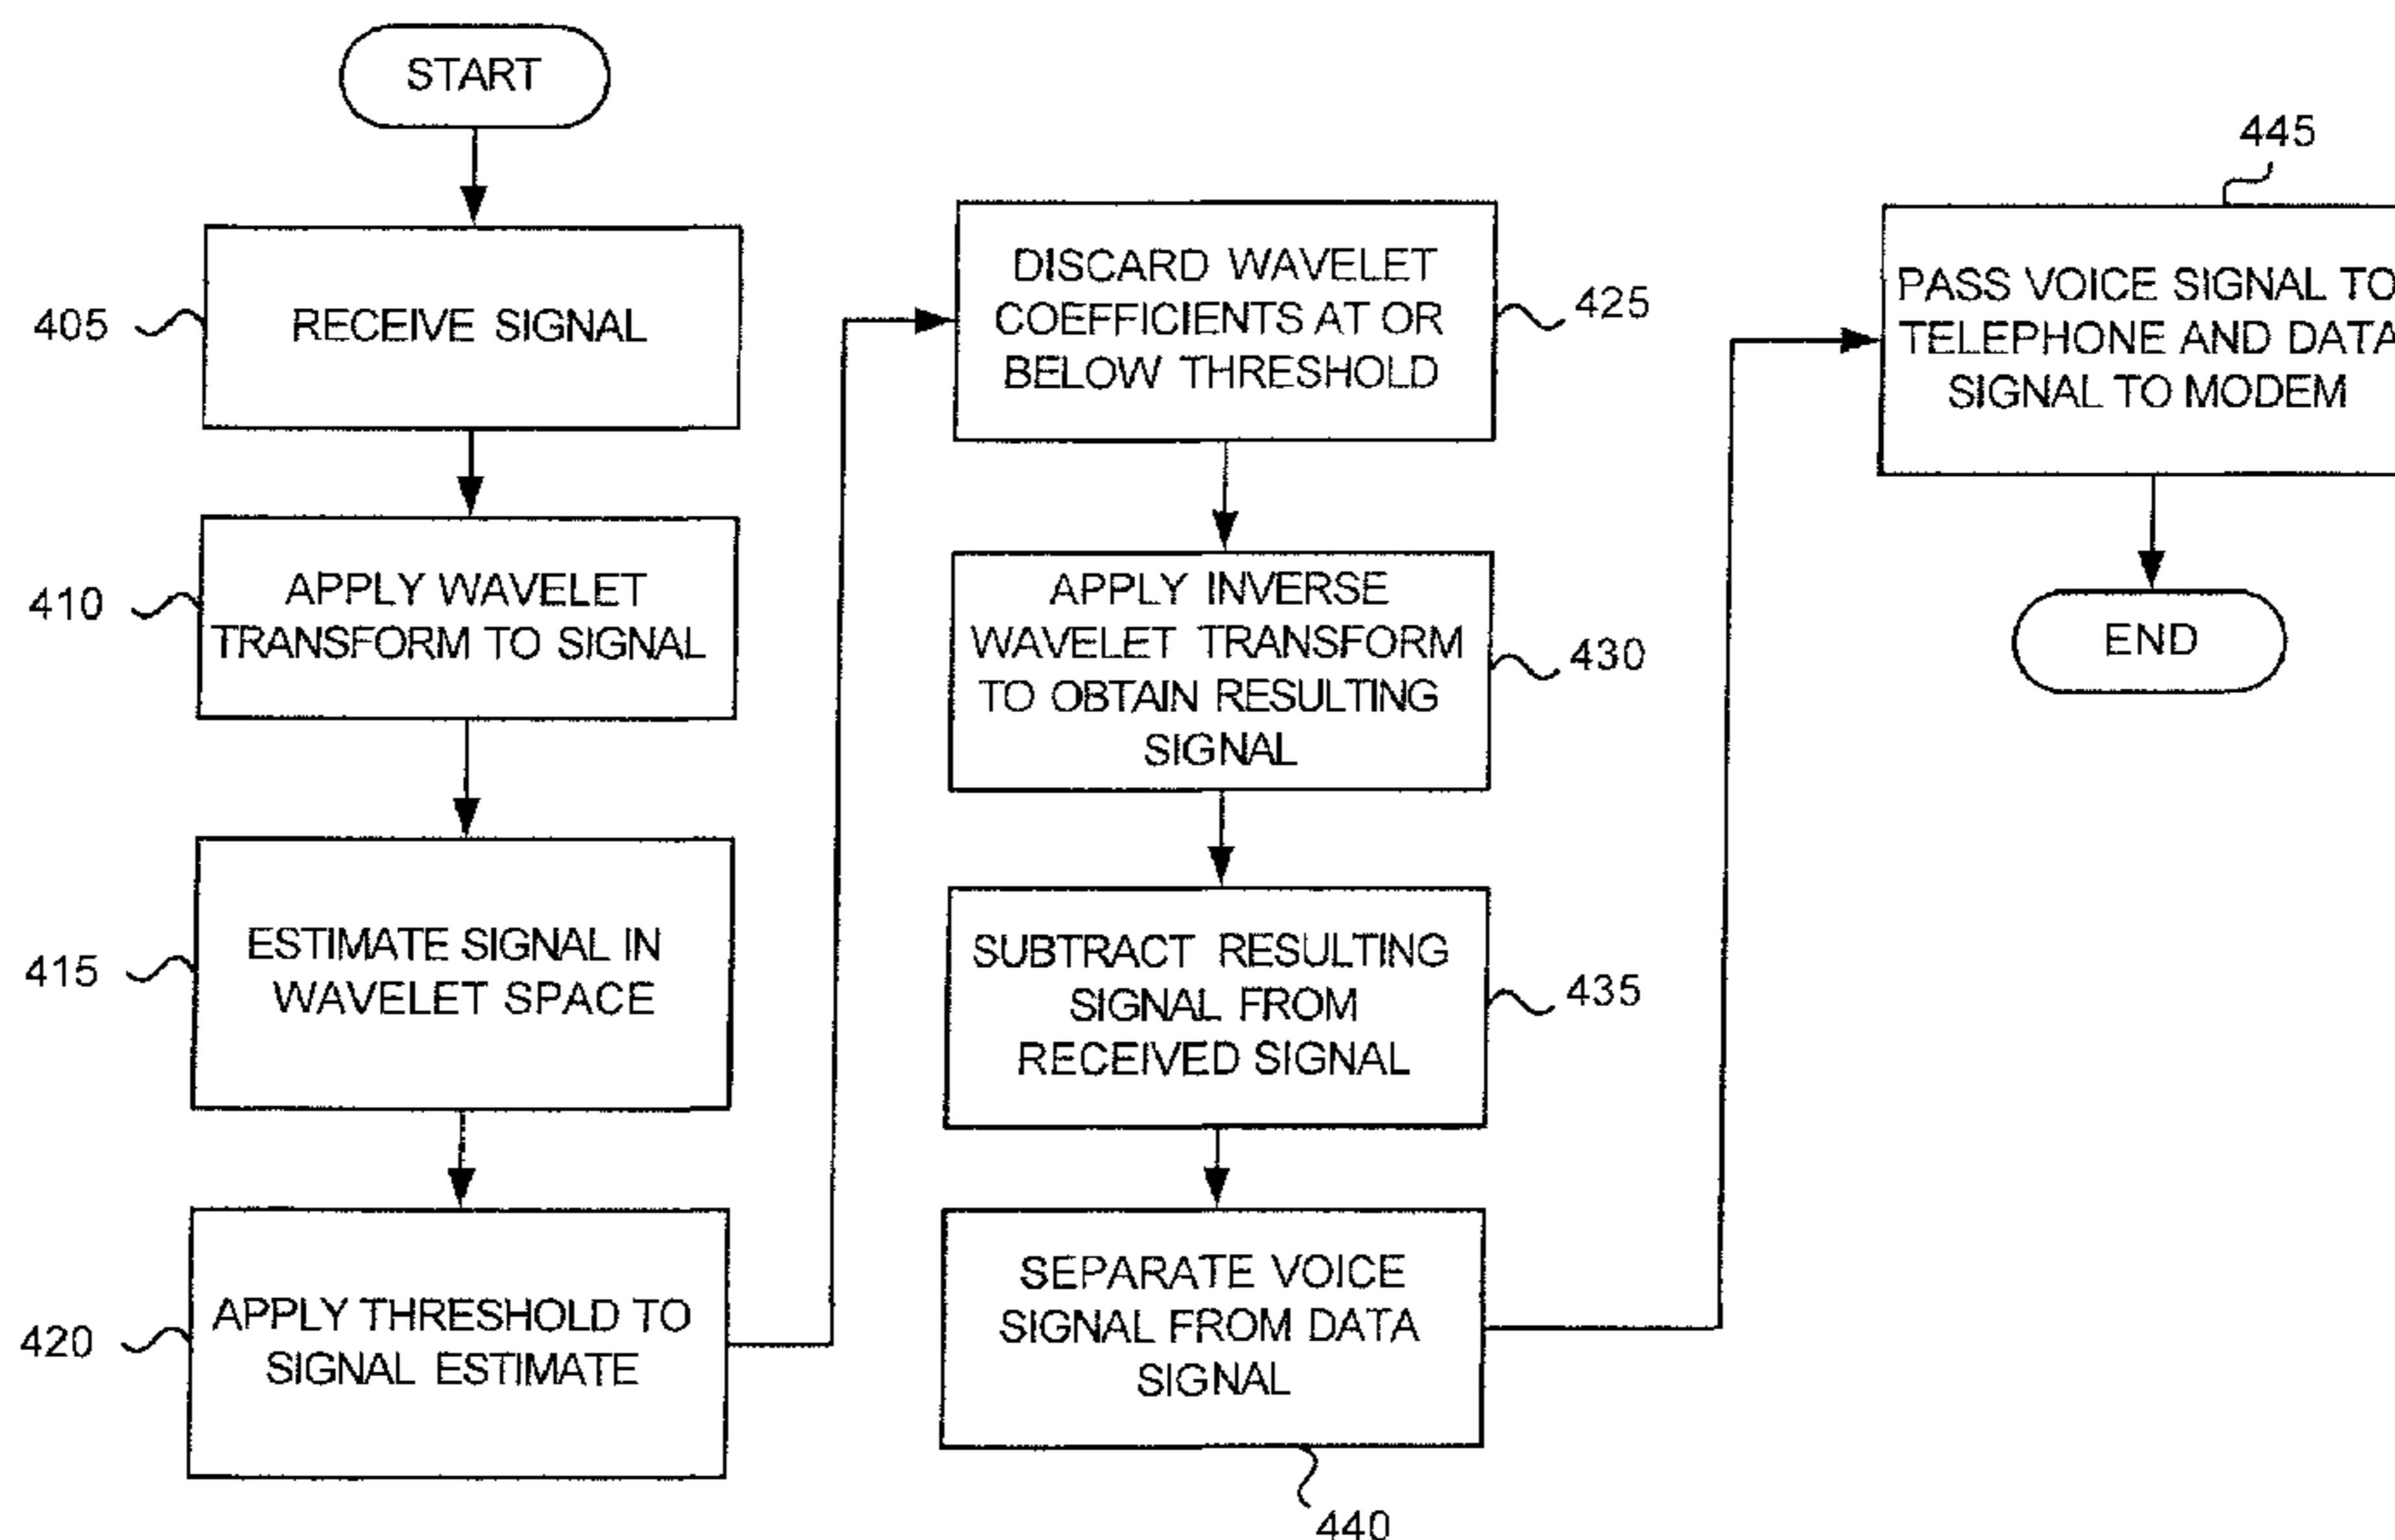 START
405
RECEIVE SIGNAL
410
APPLY WAVELET
TRANSFORM TO SIGNAL
415
ESTIMATE SIGNAL IN
WAVELET SPACE
420
APPLY THRESHOLD TO
SIGNAL ESTIMATE
DISCARD WAVELET
COEFFICIENTS AT OR
BELOW THRESHOLD
425
APPLY INVERSE
WAVELET TRANSFORM
TO OBTAIN RESULTING
SIGNAL
430
SUBTRACT RESULTING
SIGNAL FROM
RECEIVED SIGNAL
435
SEPARATE VOICE
SIGNAL FROM DATA
SIGNAL
440
445
PASS VOICE SIGNAL TO
TELEPHONE AND DATA
SIGNAL TO MODEM
END